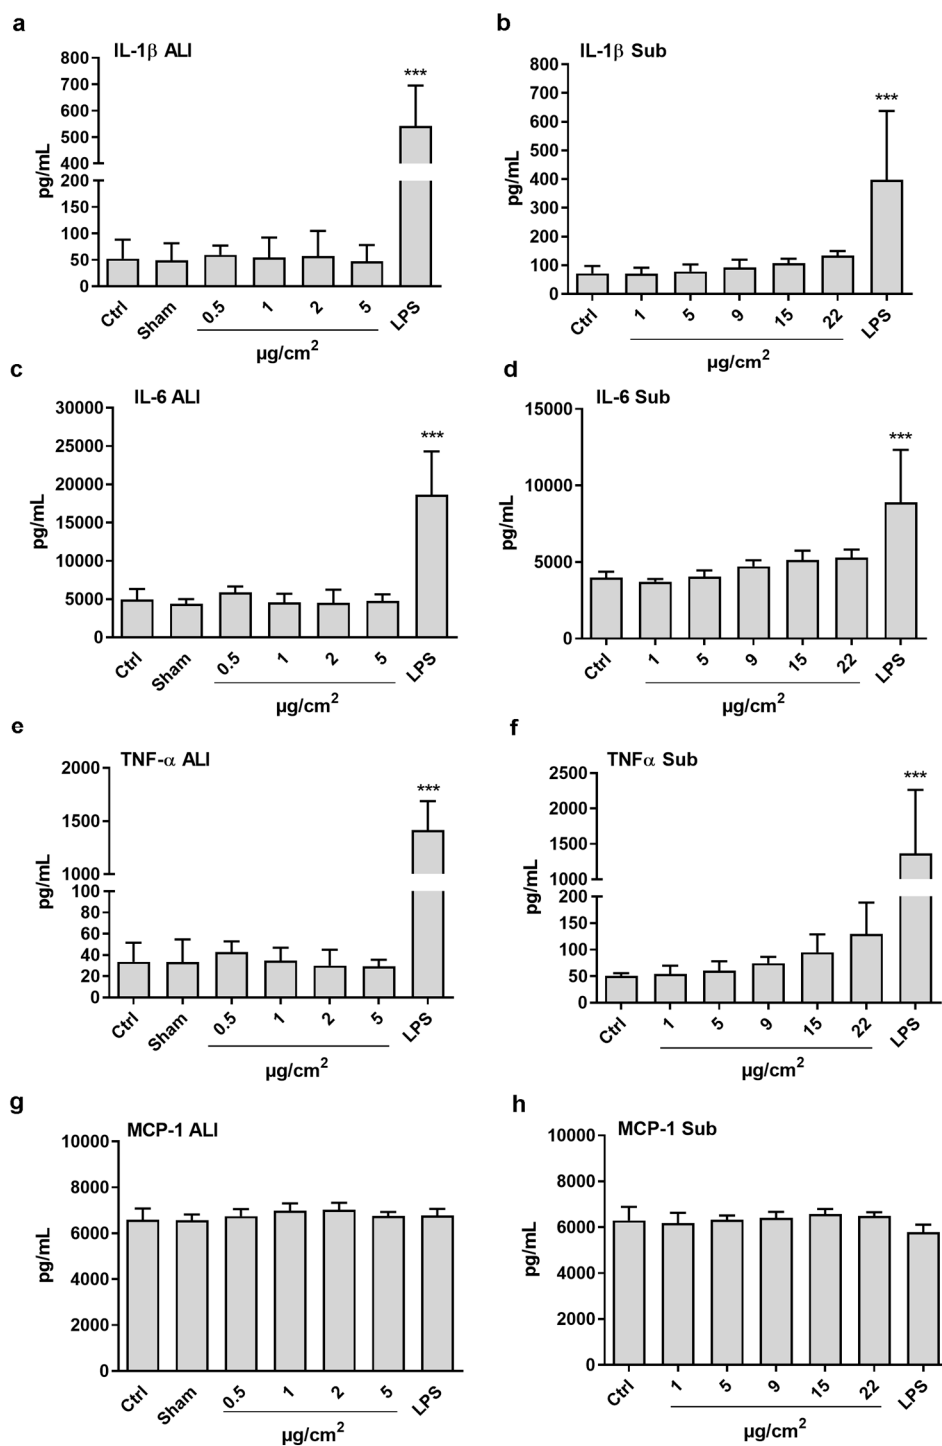 a
IL-1β ALI
800
700
600
500
400
200
150
100
50
0
pg/mL
***
Ctrl Sham 0.5 1 2 5 LPS
µg/cm²
b
IL-1β Sub
800
700
600
500
400
300
200
100
0
pg/mL
***
Ctrl 1 5 9 15 22 LPS
µg/cm²
c
IL-6 ALI
30000
25000
20000
15000
10000
5000
0
pg/mL
***
Ctrl Sham 0.5 1 2 5 LPS
µg/cm²
d
IL-6 Sub
15000
10000
5000
0
pg/mL
***
Ctrl 1 5 9 15 22 LPS
µg/cm²
e
TNF-α ALI
2000
1500
1000
100
80
60
40
20
0
pg/mL
***
Ctrl Sham 0.5 1 2 5 LPS
µg/cm²
f
TNFα Sub
2500
2000
1500
1000
200
150
100
50
0
pg/mL
***
Ctrl 1 5 9 15 22 LPS
µg/cm²
g
MCP-1 ALI
10000
8000
6000
4000
2000
0
pg/mL
Ctrl Sham 0.5 1 2 5 LPS
µg/cm²
h
MCP-1 Sub
10000
8000
6000
4000
2000
0
pg/mL
Ctrl 1 5 9 15 22 LPS
µg/cm²